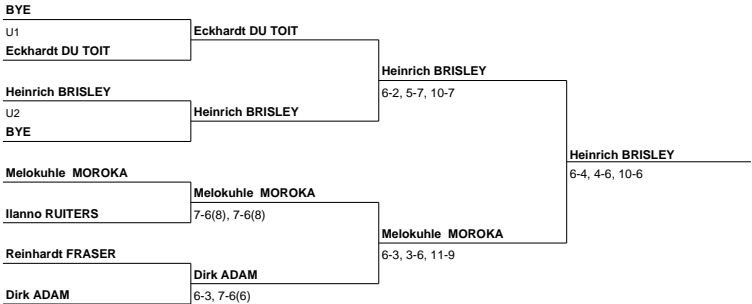 BYE
U1
Eckhardt DU TOIT
Eckhardt DU TOIT
Heinrich BRISLEY
6-2, 5-7, 10-7
Heinrich BRISLEY
U2
BYE
Heinrich BRISLEY
Heinrich BRISLEY
6-4, 4-6, 10-6
Melokuhle MOROKA
Ilanno RUITERS
Melokuhle MOROKA
7-6(8), 7-6(8)
Melokuhle MOROKA
6-3, 3-6, 11-9
Reinhardt FRASER
Dirk ADAM
Dirk ADAM
6-3, 7-6(6)